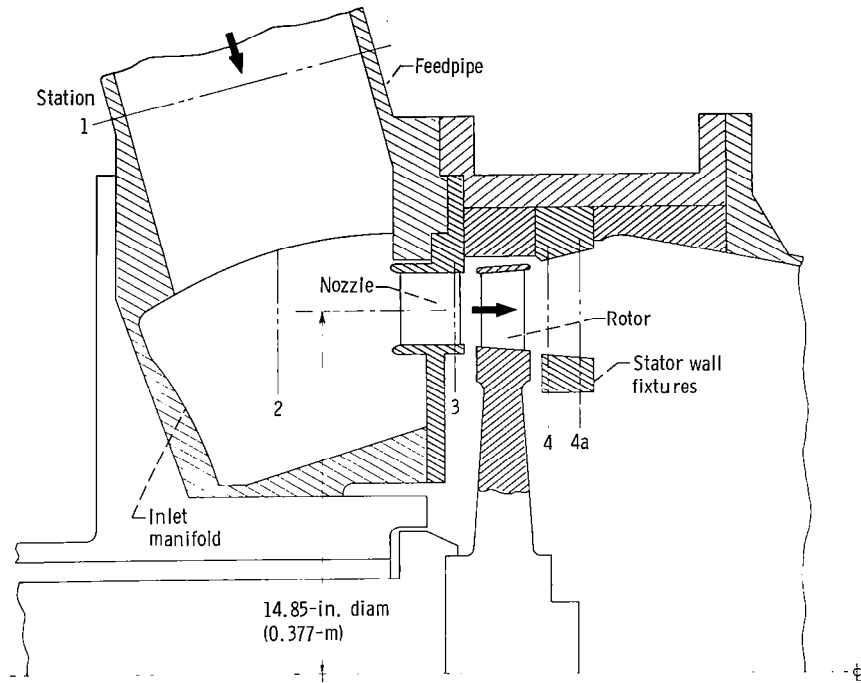 Station
1
Feedpipe
Nozzle
Rotor
Stator wall
fixtures
2
3
4
4a
Inlet
manifold
14.85-in. diam
(0.377-m)
℄